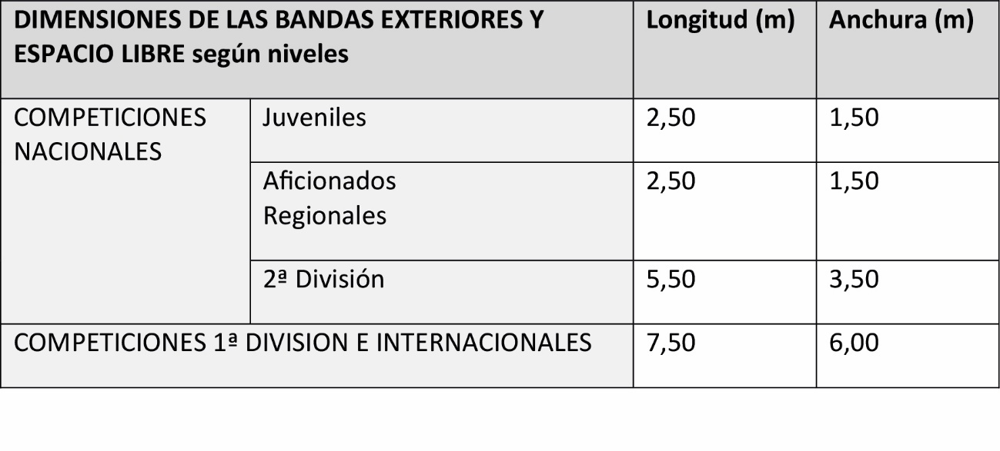 DIMENSIONES DE LAS BANDAS EXTERIORES Y
ESPACIO LIBRE según niveles
Longitud (m)
Anchura (m)
COMPETICIONES
NACIONALES
Juveniles
2,50
1,50
Aficionados
Regionales
2,50
1,50
2ª División
5,50
3,50
COMPETICIONES 1ª DIVISION E INTERNACIONALES
7,50
6,00